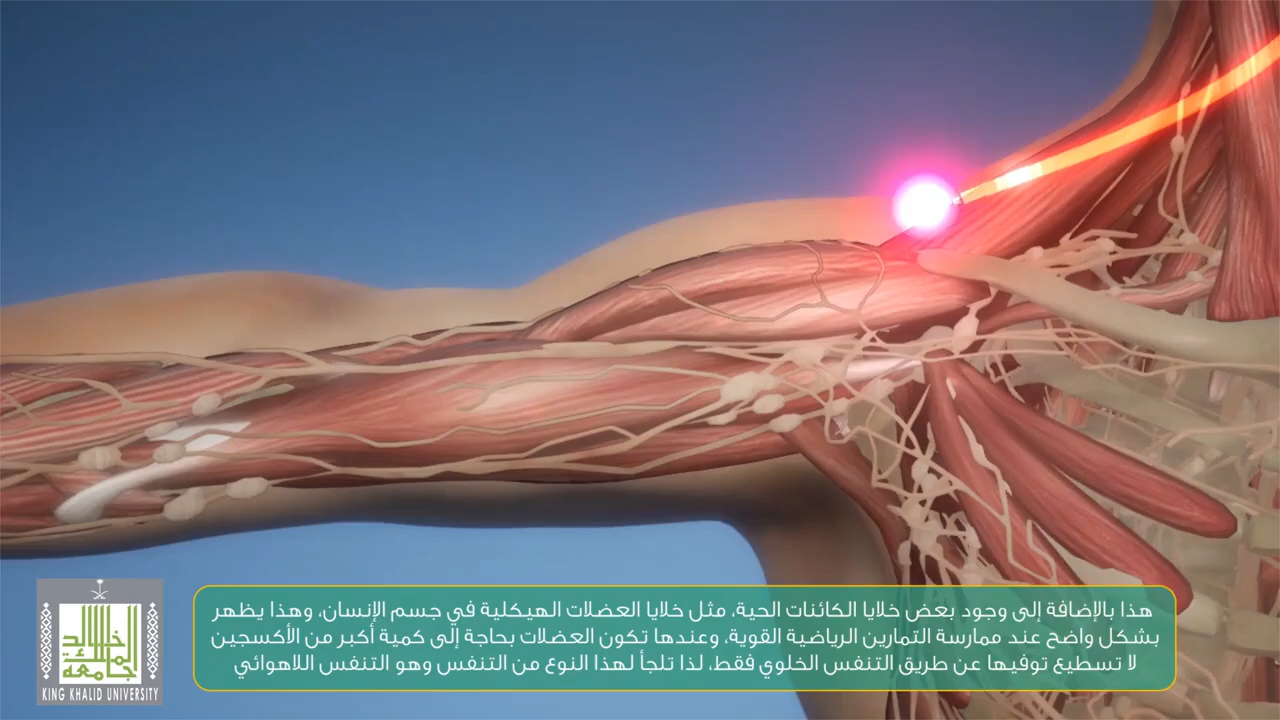 هذا بالإضافة إلى وجود بعض خلايا الكائنات الحية، مثل خلايا العضلات الهيكلية في جسم الإنسان، وهذا يظهر
بشكل واضح عند ممارسة التمارين الرياضية القوية، وعندها تكون العضلات بحاجة إلى كمية أكبر من الأكسجين
لا تسطيع توفيها عن طريق التنفس الخلوي فقط، لذا تلجأ لهذا النوع من التنفس وهو التنفس اللاهوائي
جامعة الملك خالد
KING KHALID UNIVERSITY